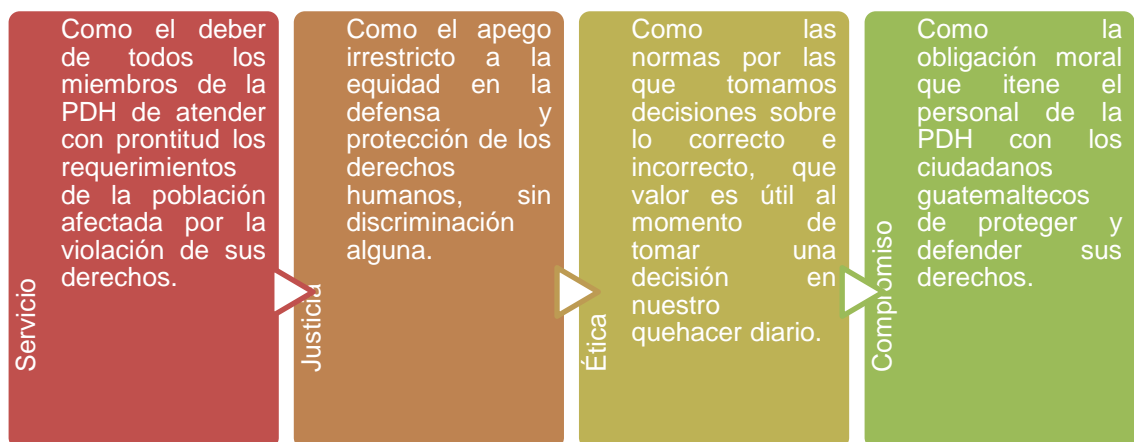 Servicio
Como el deber
de todos los
miembros de la
PDH de atender
con prontitud los
requerimientos
de la población
afectada por la
violación de sus
derechos.
Justicia
Como el apego
irrestricto a la
equidad en la
defensa y
protección de los
derechos
humanos, sin
discriminación
alguna.
Ética
Como las
normas por las
que tomamos
decisiones sobre
lo correcto e
incorrecto, que
valor es útil al
momento de
tomar una
decisión en
nuestro
quehacer diario.
Compromiso
Como la
obligación moral
que itene el
personal de la
PDH con los
ciudadanos
guatemaltecos
de proteger y
defender sus
derechos.